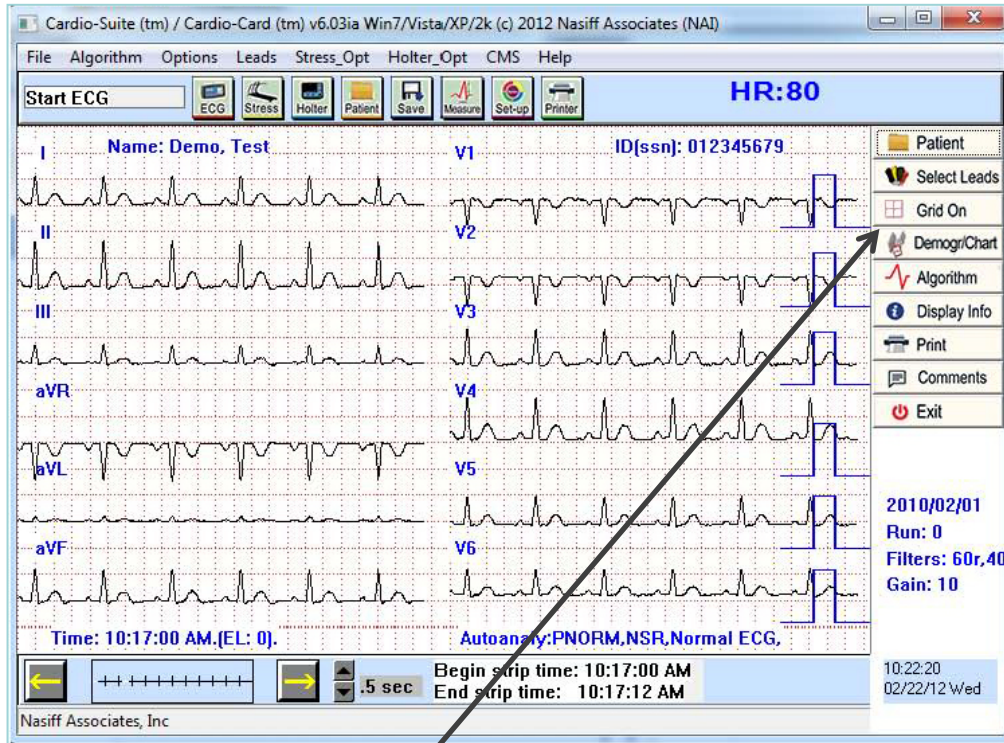 Cardio-Suite (tm) / Cardio-Card (tm) v6.03ia Win7/Vista/XP/2k (c) 2012 Nasiff Associates (NAI)
File Algorithm Options Leads Stress_Opt Holter_Opt CMS Help
Start ECG
ECG Stress Holter Patient Save Measure Set-up Printer
HR:80
I Name: Demo, Test V1 ID(ssn): 012345679
II V2
III V3
aVR V4
aVL V5
aVF V6
Time: 10:17:00 AM.(EL: 0). Autoanaly:PNORM,NSR,Normal ECG,
Patient
Select Leads
Grid On
Demogr/Chart
Algorithm
Display Info
Print
Comments
Exit
2010/02/01
Run: 0
Filters: 60r,40
Gain: 10
.5 sec
Begin strip time: 10:17:00 AM
End strip time: 10:17:12 AM
10:22:20
02/22/12 Wed
Nasiff Associates, Inc